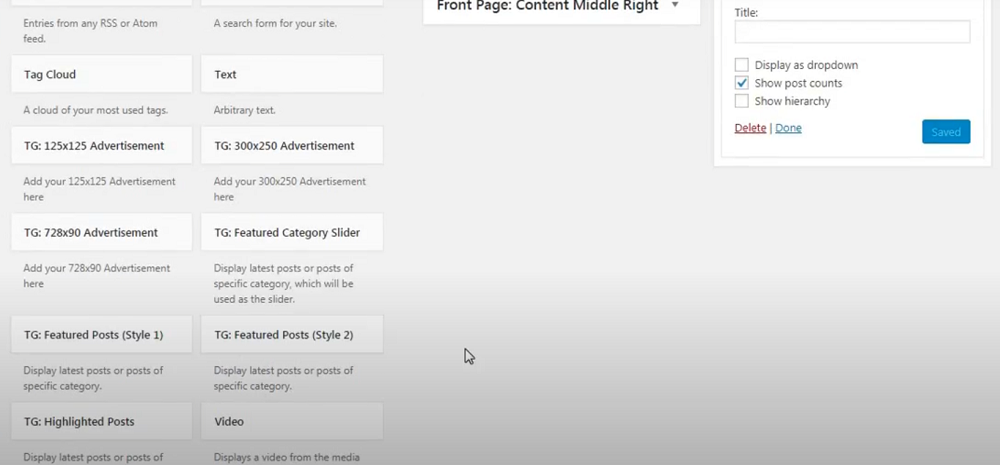 Entries from any RSS or Atom
feed.
A search form for your site.
Tag Cloud
Text
A cloud of your most used tags.
Arbitrary text.
TG: 125x125 Advertisement
TG: 300x250 Advertisement
Add your 125x125 Advertisement
here
Add your 300x250 Advertisement
here
TG: 728x90 Advertisement
TG: Featured Category Slider
Add your 728x90 Advertisement
here
Display latest posts or posts of
specific category, which will be
used as the slider.
TG: Featured Posts (Style 1)
TG: Featured Posts (Style 2)
Display latest posts or posts of
specific category.
Display latest posts or posts of
specific category.
TG: Highlighted Posts
Video
Display latest posts or posts of
Displays a video from the media
Front Page: Content Middle Right
Title:
Display as dropdown
Show post counts
Show hierarchy
Delete | Done
Saved